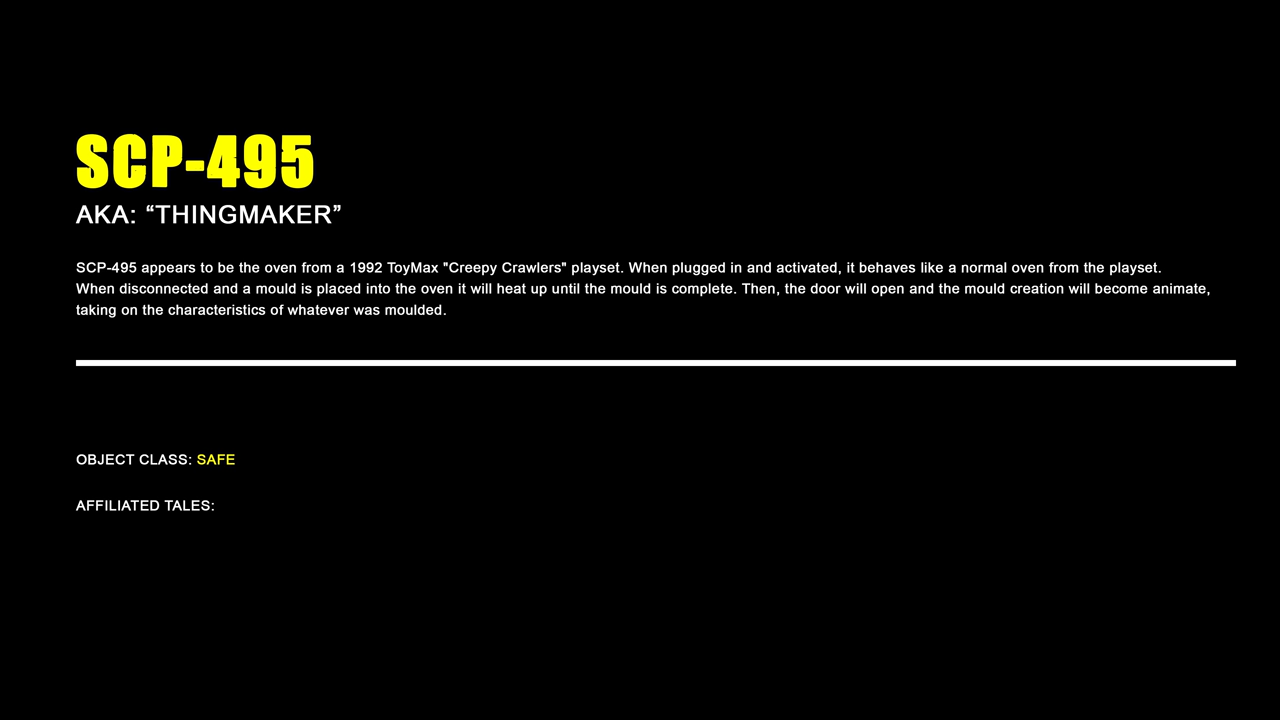 SCP-495
AKA: “THINGMAKER”
SCP-495 appears to be the oven from a 1992 ToyMax "Creepy Crawlers" playset. When plugged in and activated, it behaves like a normal oven from the playset.
When disconnected and a mould is placed into the oven it will heat up until the mould is complete. Then, the door will open and the mould creation will become animate,
taking on the characteristics of whatever was moulded.
OBJECT CLASS: SAFE
AFFILIATED TALES: